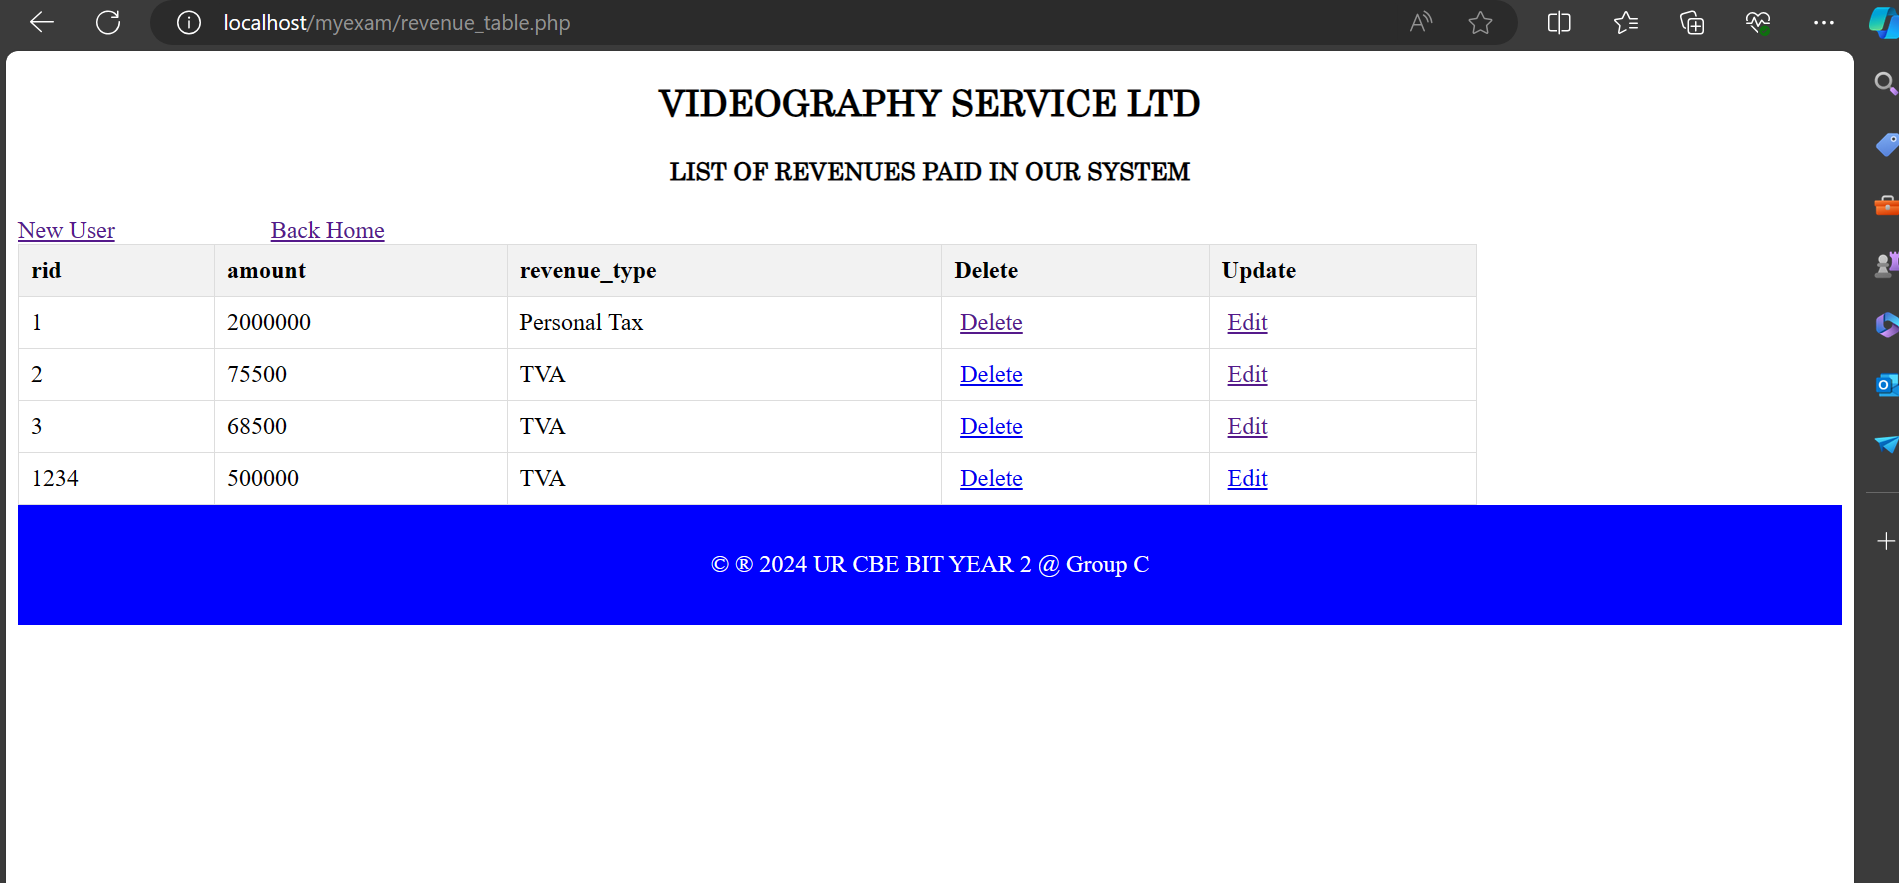 localhost/myexam/revenue_table.php
VIDEOGRAPHY SERVICE LTD
LIST OF REVENUES PAID IN OUR SYSTEM
New User Back Home
rid amount revenue_type Delete Update
1 2000000 Personal Tax Delete Edit
2 75500 TVA Delete Edit
3 68500 TVA Delete Edit
1234 500000 TVA Delete Edit
© ® 2024 UR CBE BIT YEAR 2 @ Group C